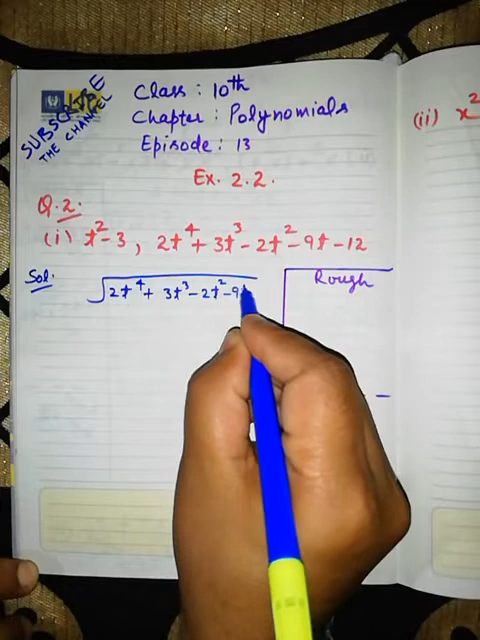 SUBSCRIBE
THE CHANNEL
Class : 10th
Chapter : Polynomials
Episode : 13
Ex. 2.2.
Q.2.
(i) t²-3, 2t⁴+3t³-2t²-9t-12
Sol.
2t⁴+ 3t³-2t²-9t
Rough
(ii) x²